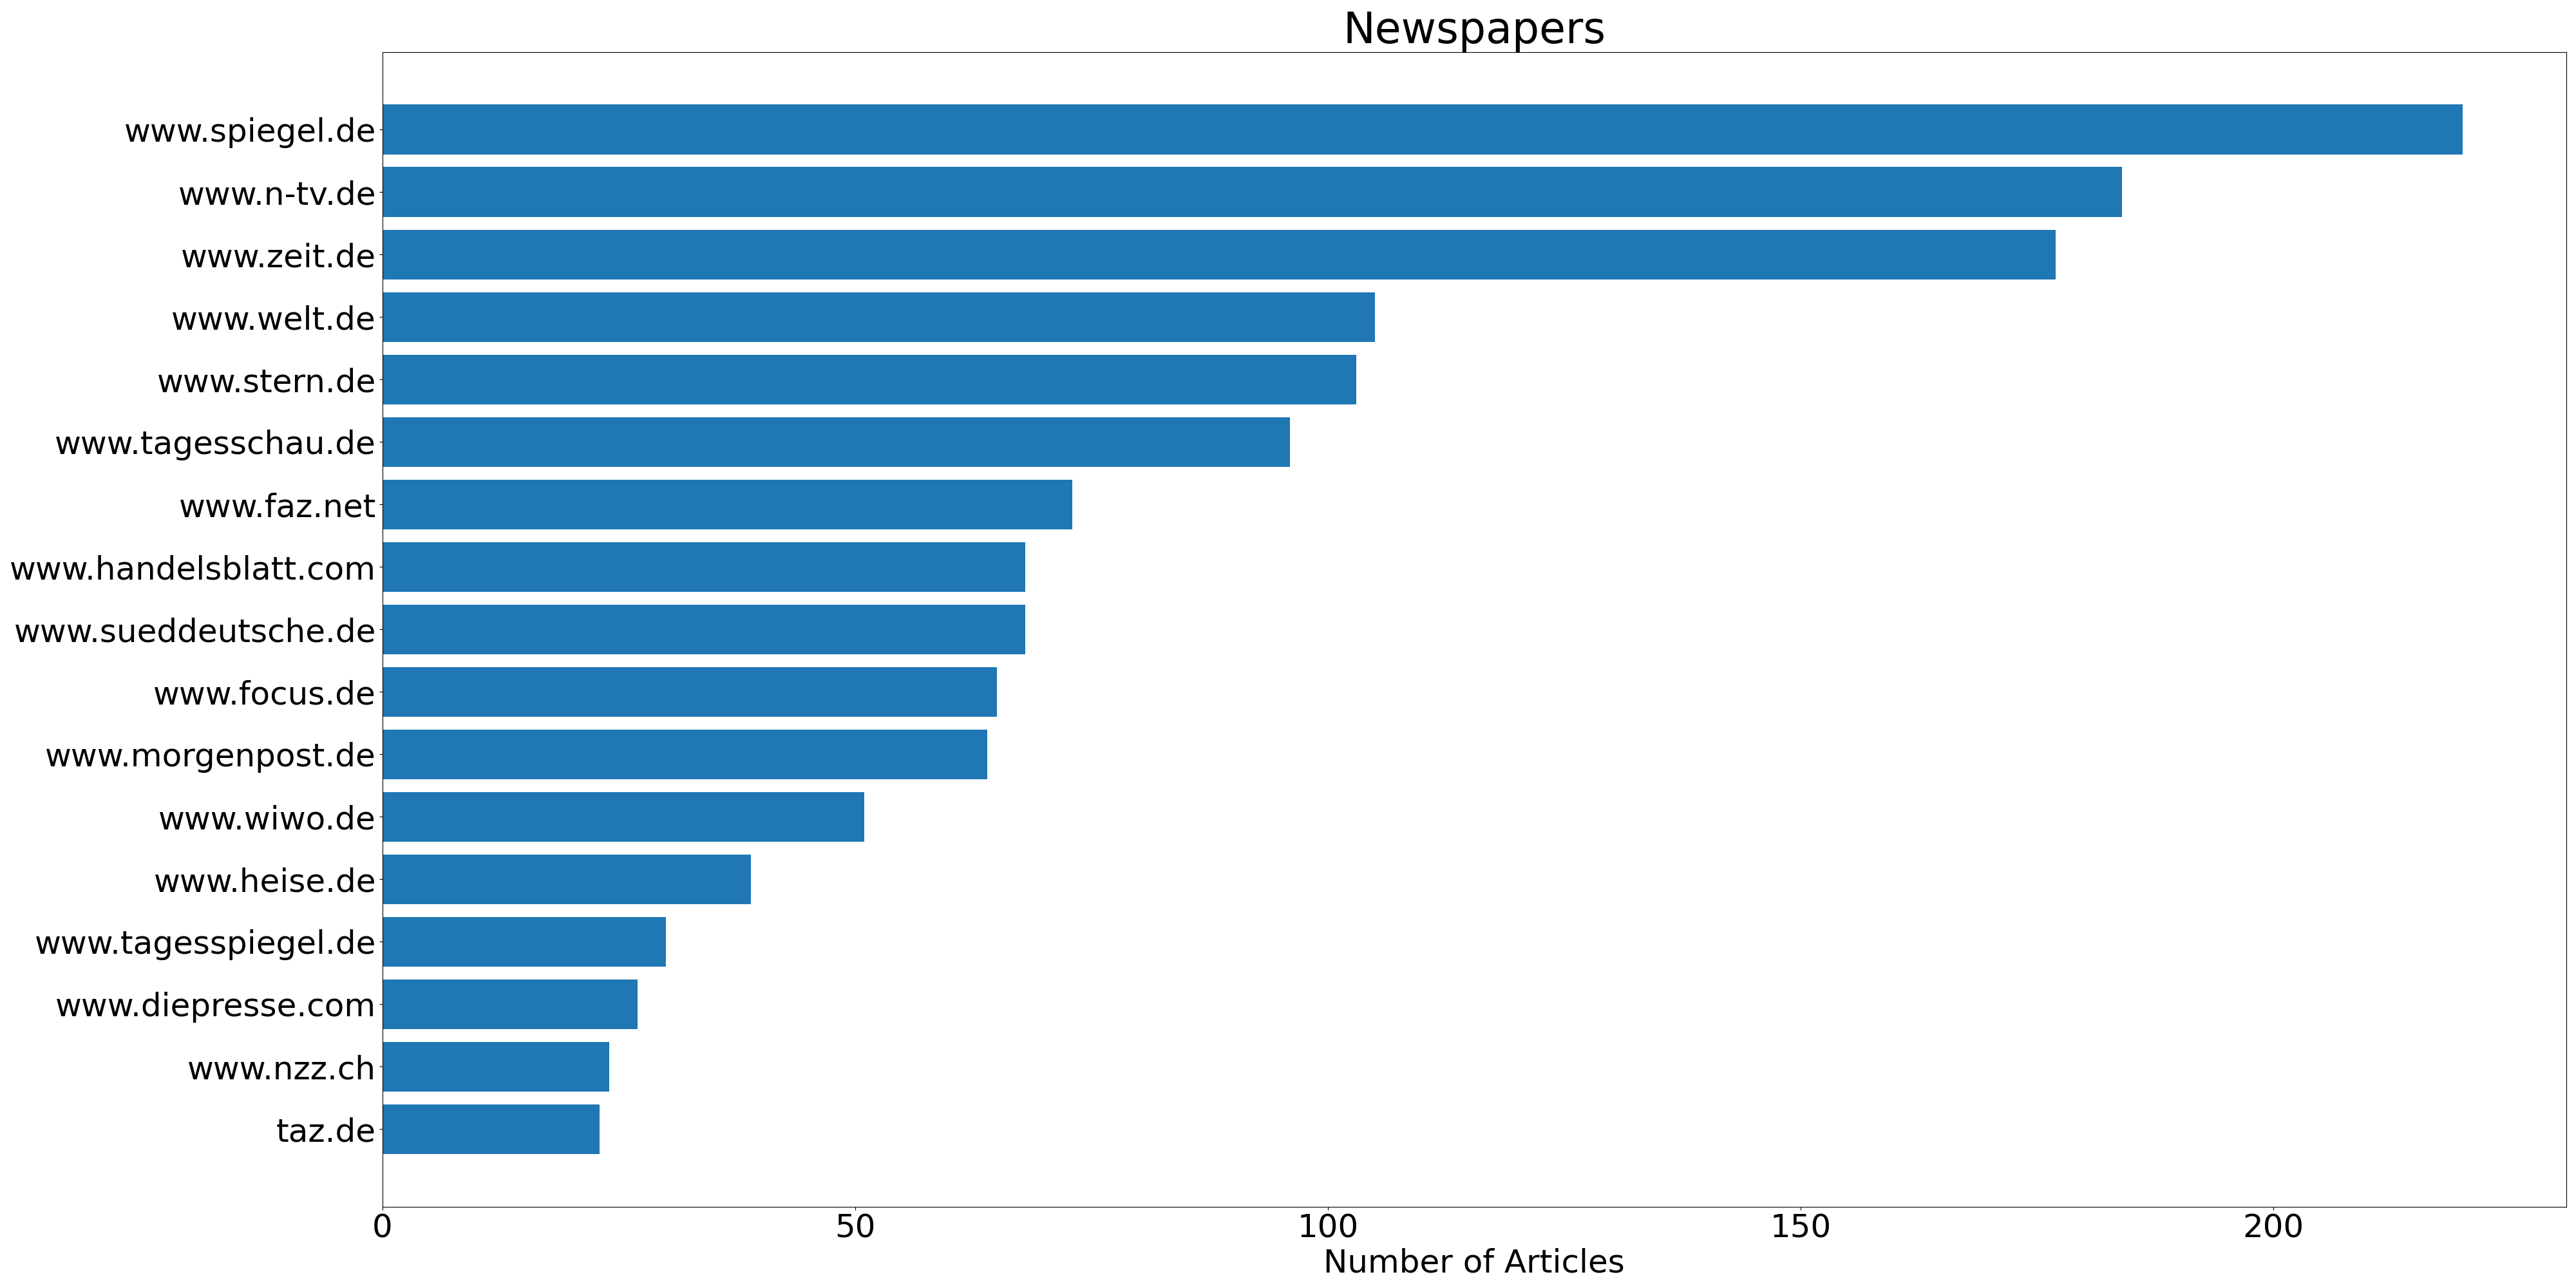 Newspapers
www.spiegel.de
www.n-tv.de
www.zeit.de
www.welt.de
www.stern.de
www.tagesschau.de
www.faz.net
www.handelsblatt.com
www.sueddeutsche.de
www.focus.de
www.morgenpost.de
www.wiwo.de
www.heise.de
www.tagesspiegel.de
www.diepresse.com
www.nzz.ch
taz.de
0 50 100 150 200
Number of Articles